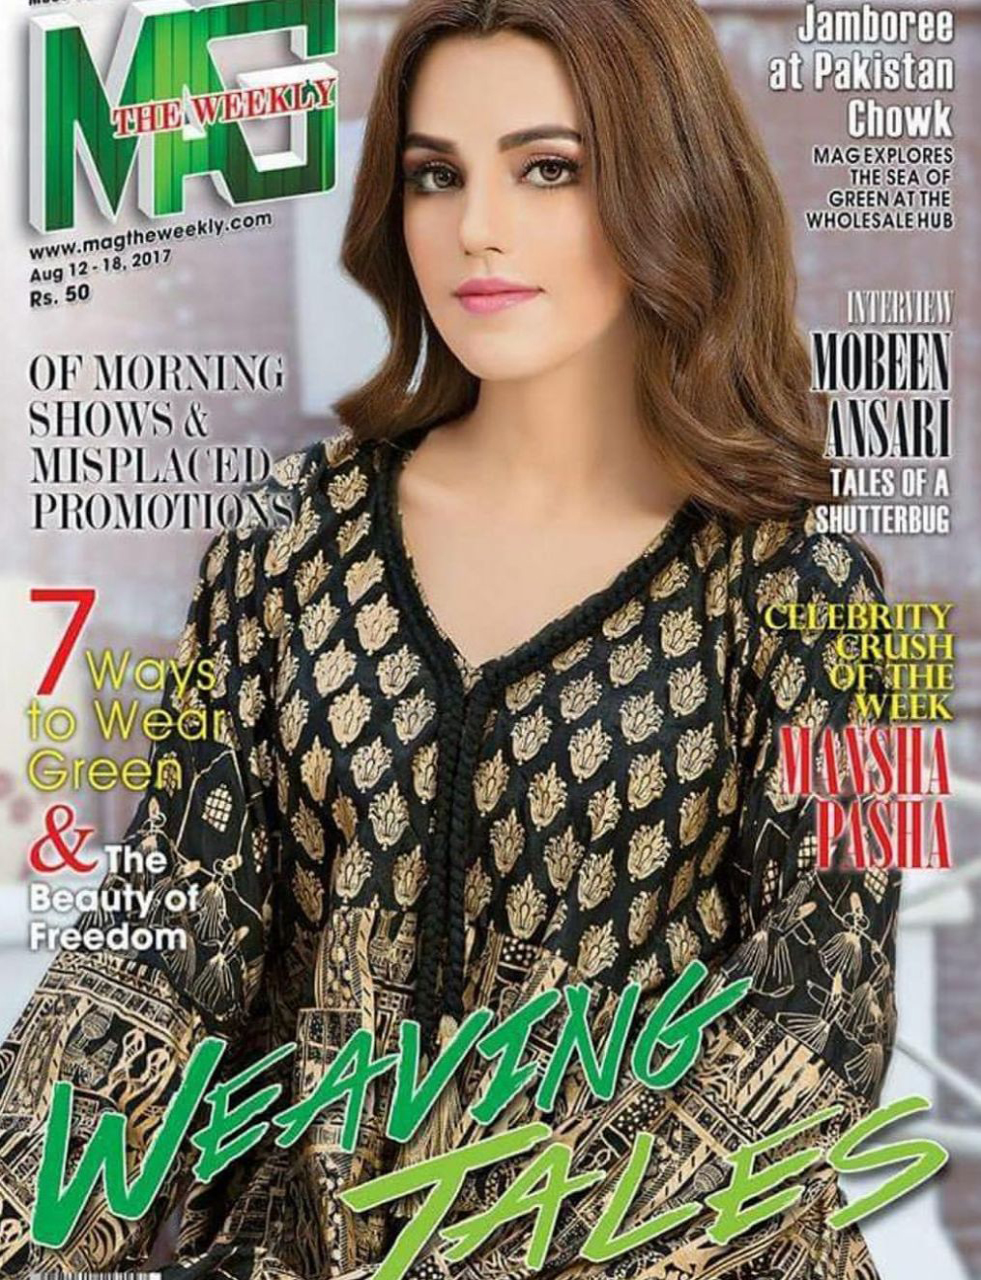 MAG
THE WEEKLY
www.magtheweekly.com
Aug 12 - 18, 2017
Rs. 50
OF MORNING
SHOWS &
MISPLACED
PROMOTIONS
7
Ways
to Wear
Green
& The
Beauty of
Freedom
Jamboree
at Pakistan
Chowk
MAG EXPLORES
THE SEA OF
GREEN AT THE
WHOLESALE HUB
INTERVIEW
MOBEEN
ANSARI
TALES OF A
SHUTTERBUG
CELEBRITY
CRUSH
OF THE
WEEK
MANSHA
PASHA
WEAVING
TALES